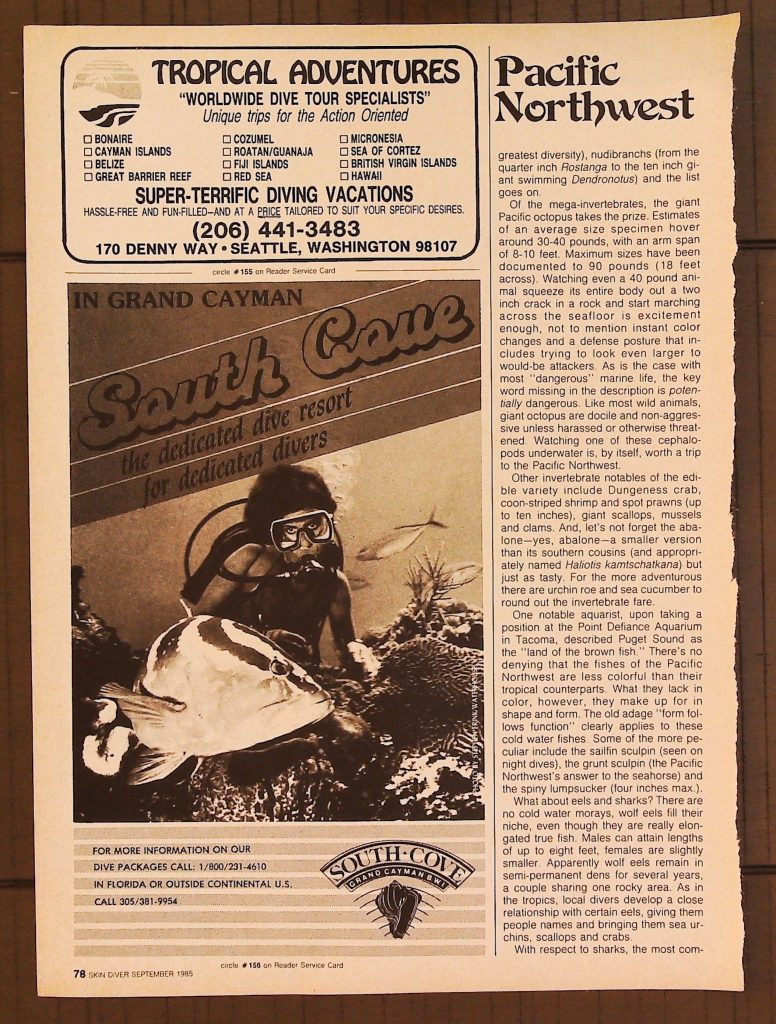 TROPICAL ADVENTURES
"WORLDWIDE DIVE TOUR SPECIALISTS"
Unique trips for the Action Oriented
□ BONAIRE
□ CAYMAN ISLANDS
□ BELIZE
□ GREAT BARRIER REEF
□ COZUMEL
□ ROATAN/GUANAJA
□ FIJI ISLANDS
□ RED SEA
□ MICRONESIA
□ SEA OF CORTEZ
□ BRITISH VIRGIN ISLANDS
□ HAWAII
SUPER-TERRIFIC DIVING VACATIONS
HASSLE-FREE AND FUN-FILLED—AND AT A PRICE TAILORED TO SUIT YOUR SPECIFIC DESIRES.
(206) 441-3483
170 DENNY WAY • SEATTLE, WASHINGTON 98107
circle #155 on Reader Service Card
IN GRAND CAYMAN
South Cove
the dedicated dive resort
for dedicated divers
FOR MORE INFORMATION ON OUR
DIVE PACKAGES CALL: 1/800/231-4610
IN FLORIDA OR OUTSIDE CONTINENTAL U.S.
CALL 305/381-9954
SOUTH·COVE
GRAND CAYMAN B.W.I.
circle #156 on Reader Service Card
78 SKIN DIVER SEPTEMBER 1985
Pacific
Northwest
greatest diversity), nudibranchs (from the
quarter inch Rostanga to the ten inch gi-
ant swimming Dendronotus) and the list
goes on.
Of the mega-invertebrates, the giant
Pacific octopus takes the prize. Estimates
of an average size specimen hover
around 30-40 pounds, with an arm span
of 8-10 feet. Maximum sizes have been
documented to 90 pounds (18 feet
across). Watching even a 40 pound ani-
mal squeeze its entire body out a two
inch crack in a rock and start marching
across the seafloor is excitement
enough, not to mention instant color
changes and a defense posture that in-
cludes trying to look even larger to
would-be attackers. As is the case with
most "dangerous" marine life, the key
word missing in the description is poten-
tially dangerous. Like most wild animals,
giant octopus are docile and non-aggres-
sive unless harassed or otherwise threat-
ened. Watching one of these cephalo-
pods underwater is, by itself, worth a trip
to the Pacific Northwest.
Other invertebrate notables of the edi-
ble variety include Dungeness crab,
coon-striped shrimp and spot prawns (up
to ten inches), giant scallops, mussels
and clams. And, let's not forget the aba-
lone—yes, abalone—a smaller version
than its southern cousins (and appropri-
ately named Haliotis kamtschatkana) but
just as tasty. For the more adventurous
there are urchin roe and sea cucumber to
round out the invertebrate fare.
One notable aquarist, upon taking a
position at the Point Defiance Aquarium
in Tacoma, described Puget Sound as
the "land of the brown fish." There's no
denying that the fishes of the Pacific
Northwest are less colorful than their
tropical counterparts. What they lack in
color, however, they make up for in
shape and form. The old adage "form fol-
lows function" clearly applies to these
cold water fishes. Some of the more pe-
culiar include the sailfin sculpin (seen on
night dives), the grunt sculpin (the Pacific
Northwest's answer to the seahorse) and
the spiny lumpsucker (four inches max.).
What about eels and sharks? There are
no cold water morays, wolf eels fill their
niche, even though they are really elon-
gated true fish. Males can attain lengths
of up to eight feet, females are slightly
smaller. Apparently wolf eels remain in
semi-permanent dens for several years,
a couple sharing one rocky area. As in
the tropics, local divers develop a close
relationship with certain eels, giving them
people names and bringing them sea ur-
chins, scallops and crabs.
With respect to sharks, the most com-